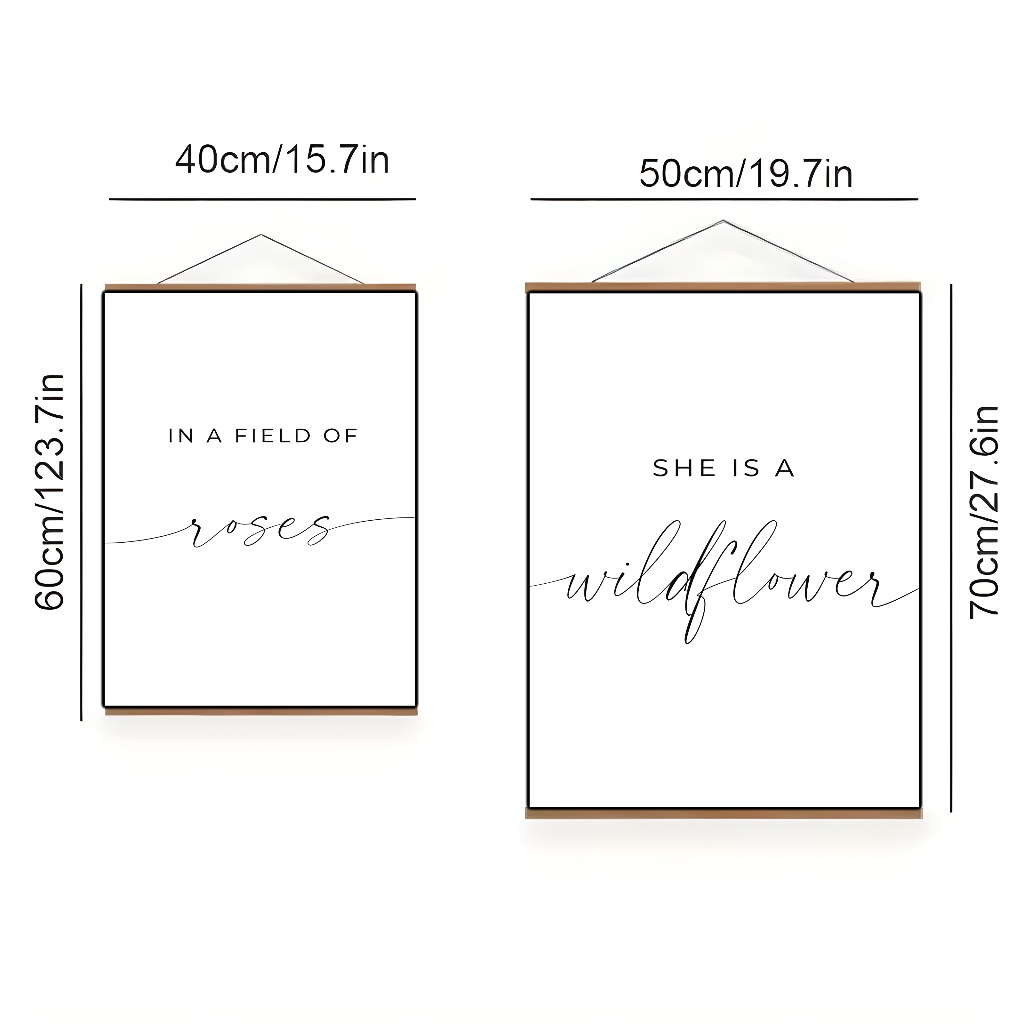 40cm/15.7in
50cm/19.7in
60cm/123.7in
IN A FIELD OF
roses
SHE IS A
wildflower
70cm/27.6in